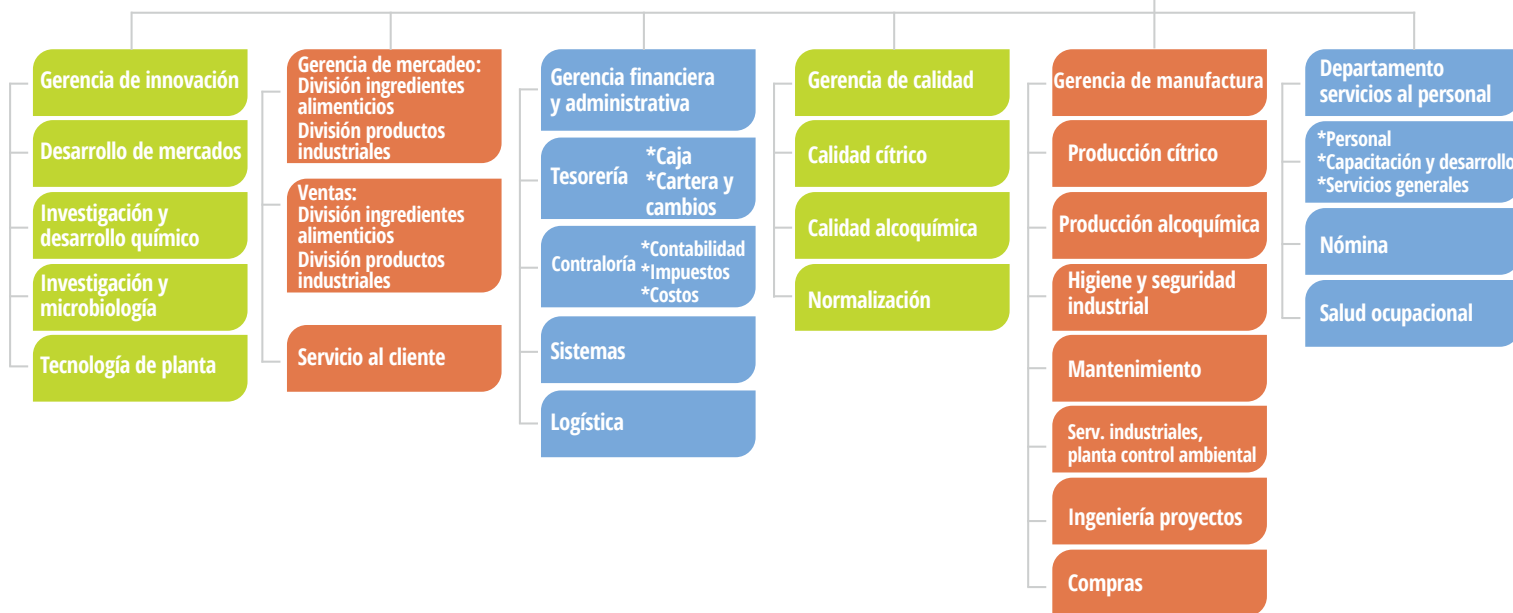 Gerencia de innovación
Desarrollo de mercados
Investigación y
desarrollo químico
Investigación y
microbiología
Tecnología de planta
Gerencia de mercadeo:
División ingredientes
alimenticios
División productos
industriales
Ventas:
División ingredientes
alimenticios
División productos
industriales
Servicio al cliente
Gerencia financiera
y administrativa
Tesorería
*Caja
*Cartera y
cambios
Contraloría
*Contabilidad
*Impuestos
*Costos
Sistemas
Logística
Gerencia de calidad
Calidad cítrico
Calidad alcoquímica
Normalización
Gerencia de manufactura
Producción cítrico
Producción alcoquímica
Higiene y seguridad
industrial
Mantenimiento
Serv. industriales,
planta control ambiental
Ingeniería proyectos
Compras
Departamento
servicios al personal
*Personal
*Capacitación y desarrollo
*Servicios generales
Nómina
Salud ocupacional